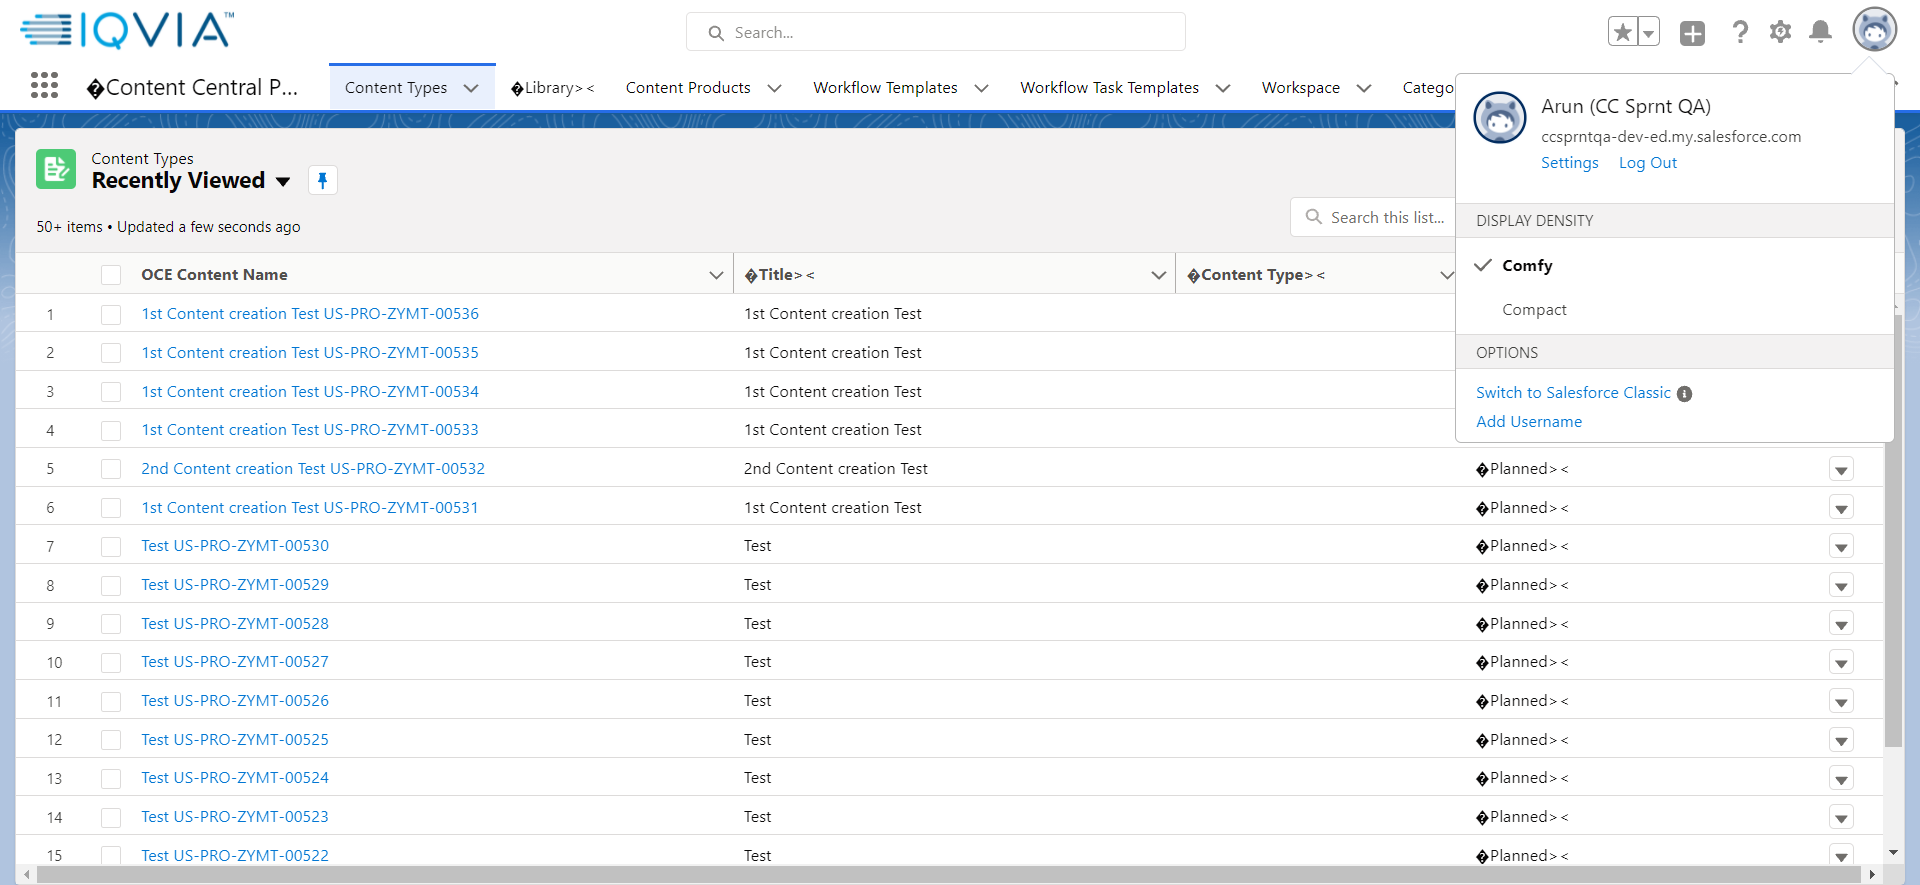 IQVIA™
Search...
�Content Central P...
Content Types
�Library><
Content Products
Workflow Templates
Workflow Task Templates
Workspace
Catego
Arun (CC Sprnt QA)
ccsprntqa-dev-ed.my.salesforce.com
Settings Log Out
DISPLAY DENSITY
Comfy
Compact
OPTIONS
Switch to Salesforce Classic
Add Username
Content Types
Recently Viewed
50+ items • Updated a few seconds ago
Search this list...
OCE Content Name �Title>< �Content Type><
1 1st Content creation Test US-PRO-ZYMT-00536 1st Content creation Test
2 1st Content creation Test US-PRO-ZYMT-00535 1st Content creation Test
3 1st Content creation Test US-PRO-ZYMT-00534 1st Content creation Test
4 1st Content creation Test US-PRO-ZYMT-00533 1st Content creation Test
5 2nd Content creation Test US-PRO-ZYMT-00532 2nd Content creation Test �Planned><
6 1st Content creation Test US-PRO-ZYMT-00531 1st Content creation Test �Planned><
7 Test US-PRO-ZYMT-00530 Test �Planned><
8 Test US-PRO-ZYMT-00529 Test �Planned><
9 Test US-PRO-ZYMT-00528 Test �Planned><
10 Test US-PRO-ZYMT-00527 Test �Planned><
11 Test US-PRO-ZYMT-00526 Test �Planned><
12 Test US-PRO-ZYMT-00525 Test �Planned><
13 Test US-PRO-ZYMT-00524 Test �Planned><
14 Test US-PRO-ZYMT-00523 Test �Planned><
15 Test US-PRO-ZYMT-00522 Test �Planned><